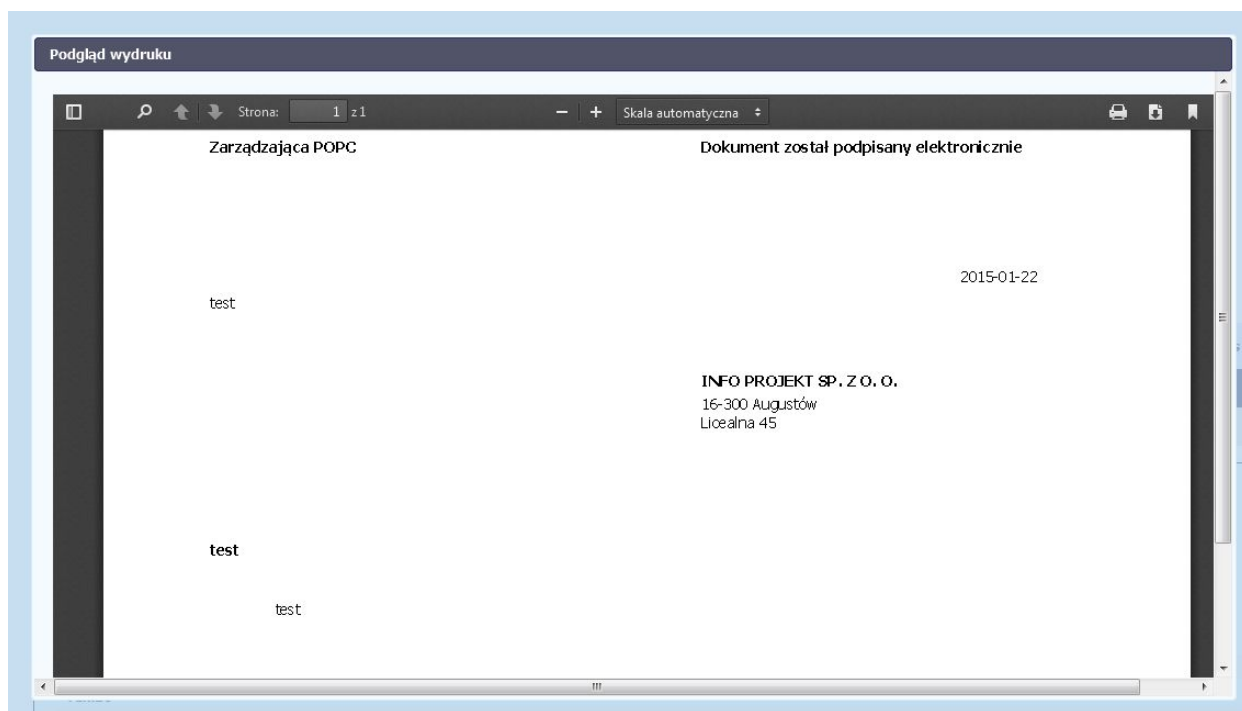 Podgląd wydruku
Strona: 1 z 1
Skala automatyczna
Zarządzająca POPC
Dokument został podpisany elektronicznie
2015-01-22
test
INFO PROJEKT SP. Z O. O.
16-300 Augustów
Licealna 45
test
test